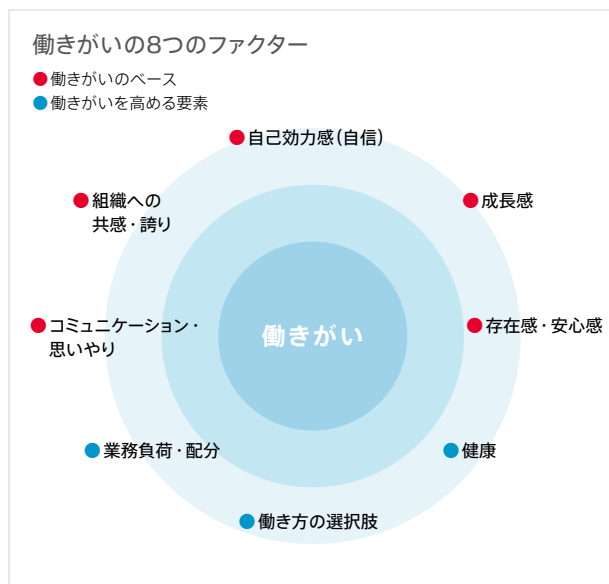 働きがいの8つのファクター
働きがいのベース
働きがいを高める要素
自己効力感(自信)
組織への
共感・誇り
成長感
コミュニケーション・
思いやり
働きがい
存在感・安心感
業務負荷・配分
健康
働き方の選択肢